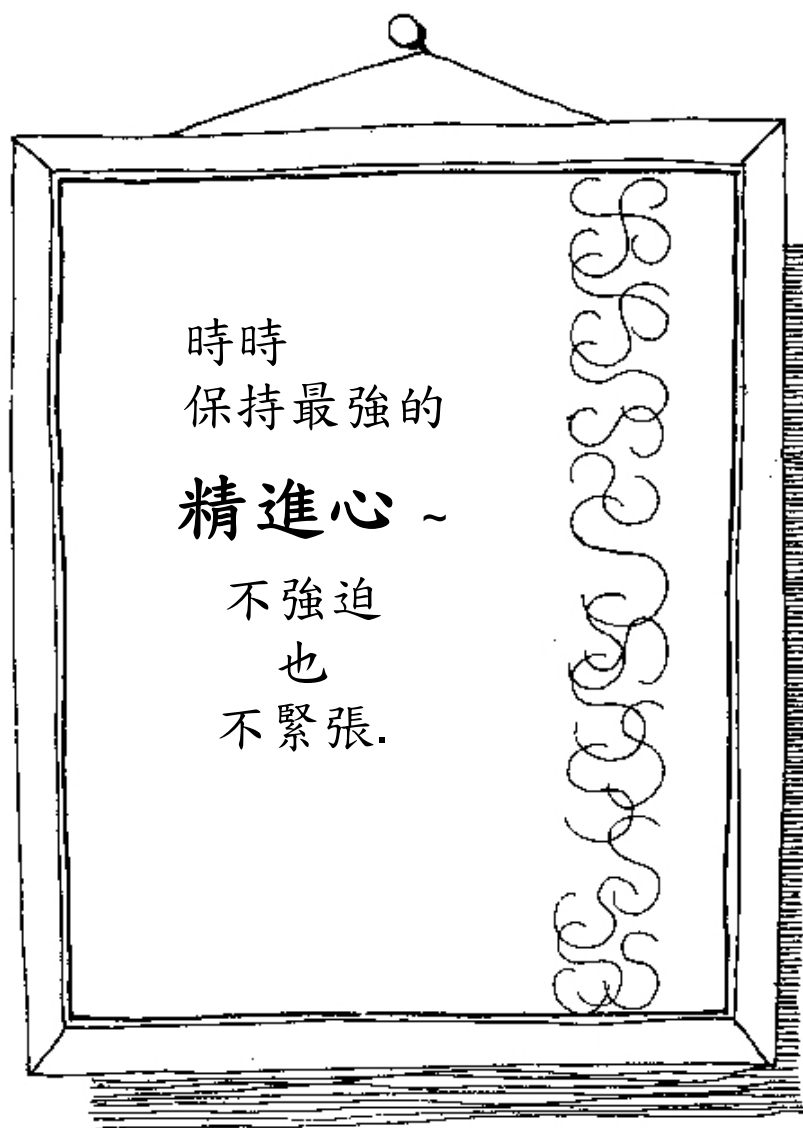 時時
保持最強的
精進心 ~
不強迫
也
不緊張.